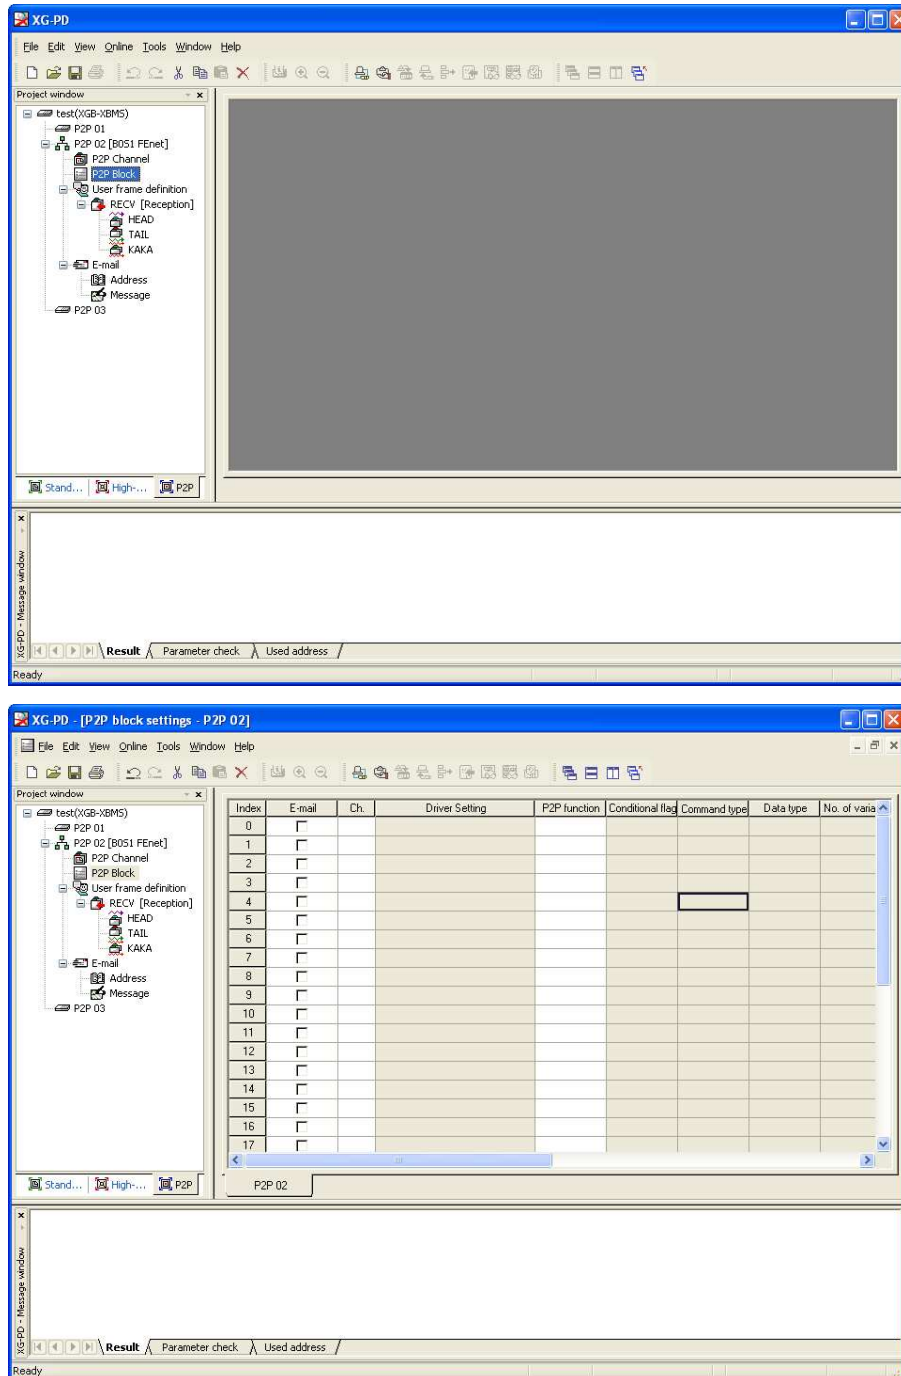 XG-PD
File Edit View Online Tools Window Help
Project window
test(XGB-XBMS)
P2P 01
P2P 02 [B0S1 FEnet]
P2P Channel
P2P Block
User frame definition
RECV [Reception]
HEAD
TAIL
KAKA
E-mail
Address
Message
P2P 03
Stand... High-... P2P
XG-PD - Message window
Result Parameter check Used address
Ready
XG-PD - [P2P block settings - P2P 02]
File Edit View Online Tools Window Help
Project window
test(XGB-XBMS)
P2P 01
P2P 02 [B0S1 FEnet]
P2P Channel
P2P Block
User frame definition
RECV [Reception]
HEAD
TAIL
KAKA
E-mail
Address
Message
P2P 03
Stand... High-... P2P
Index E-mail Ch. Driver Setting P2P function Conditional flag Command type Data type No. of varia
0
1
2
3
4
5
6
7
8
9
10
11
12
13
14
15
16
17
P2P 02
XG-PD - Message window
Result Parameter check Used address
Ready